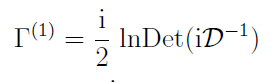 Γ⁽¹⁾ = i/2 lnDet(i𝒟⁻¹)